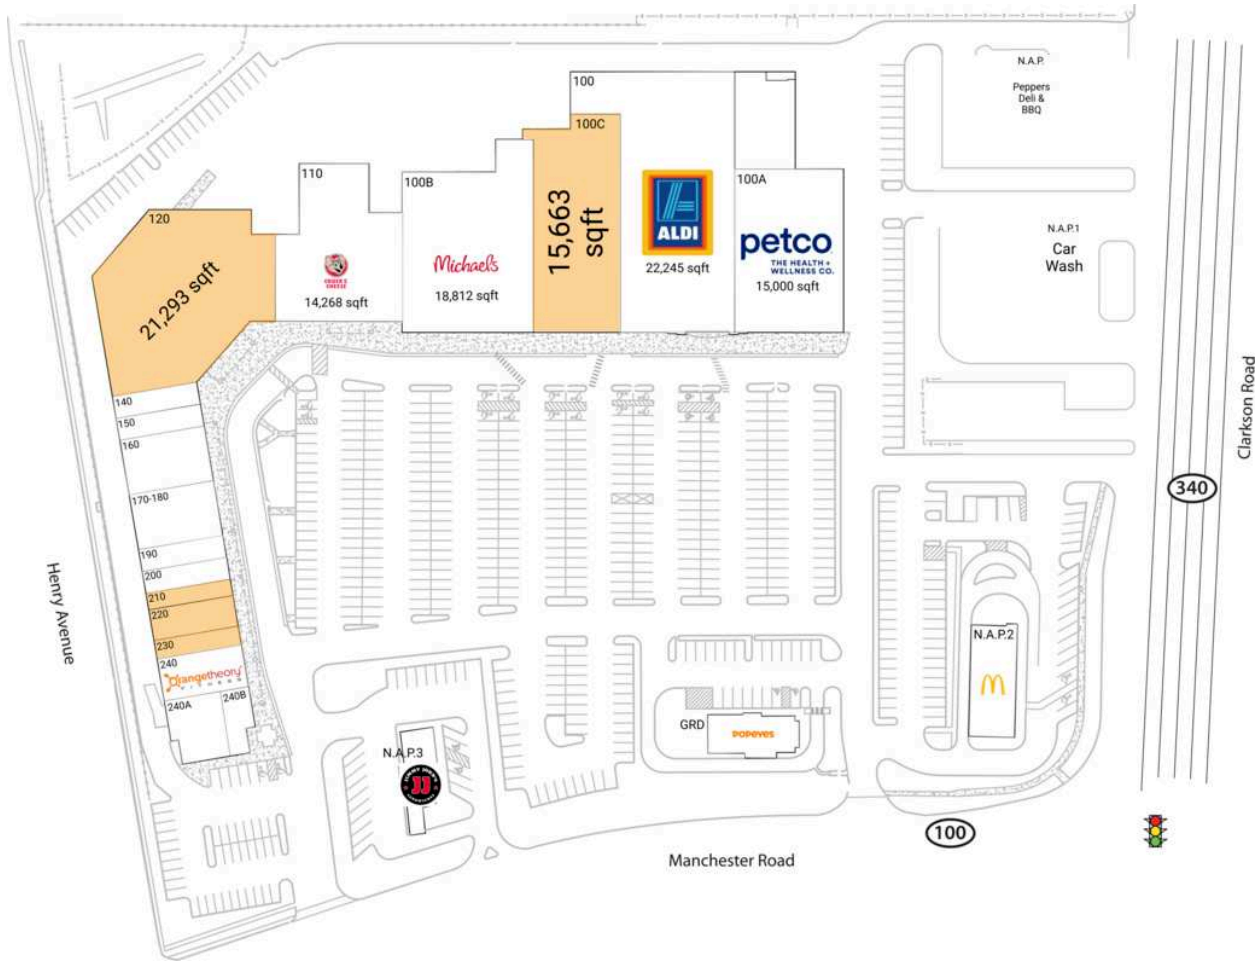 N.A.P.
Peppers
Deli &
BBQ
100
100C
15,663
sqft
ALDI
22,245 sqft
100A
petco
THE HEALTH +
WELLNESS CO.
15,000 sqft
N.A.P.1
Car
Wash
110
14,268 sqft
100B
Michaels
18,812 sqft
120
21,293 sqft
140
150
160
170-180
190
200
210
220
230
240
orangetheory
FITNESS
240A
240B
Henry Avenue
Clarkson Road
340
N.A.P.2
GRD
POPEYES
N.A.P.3
JIMMY JOHN'S
JJ
100
Manchester Road